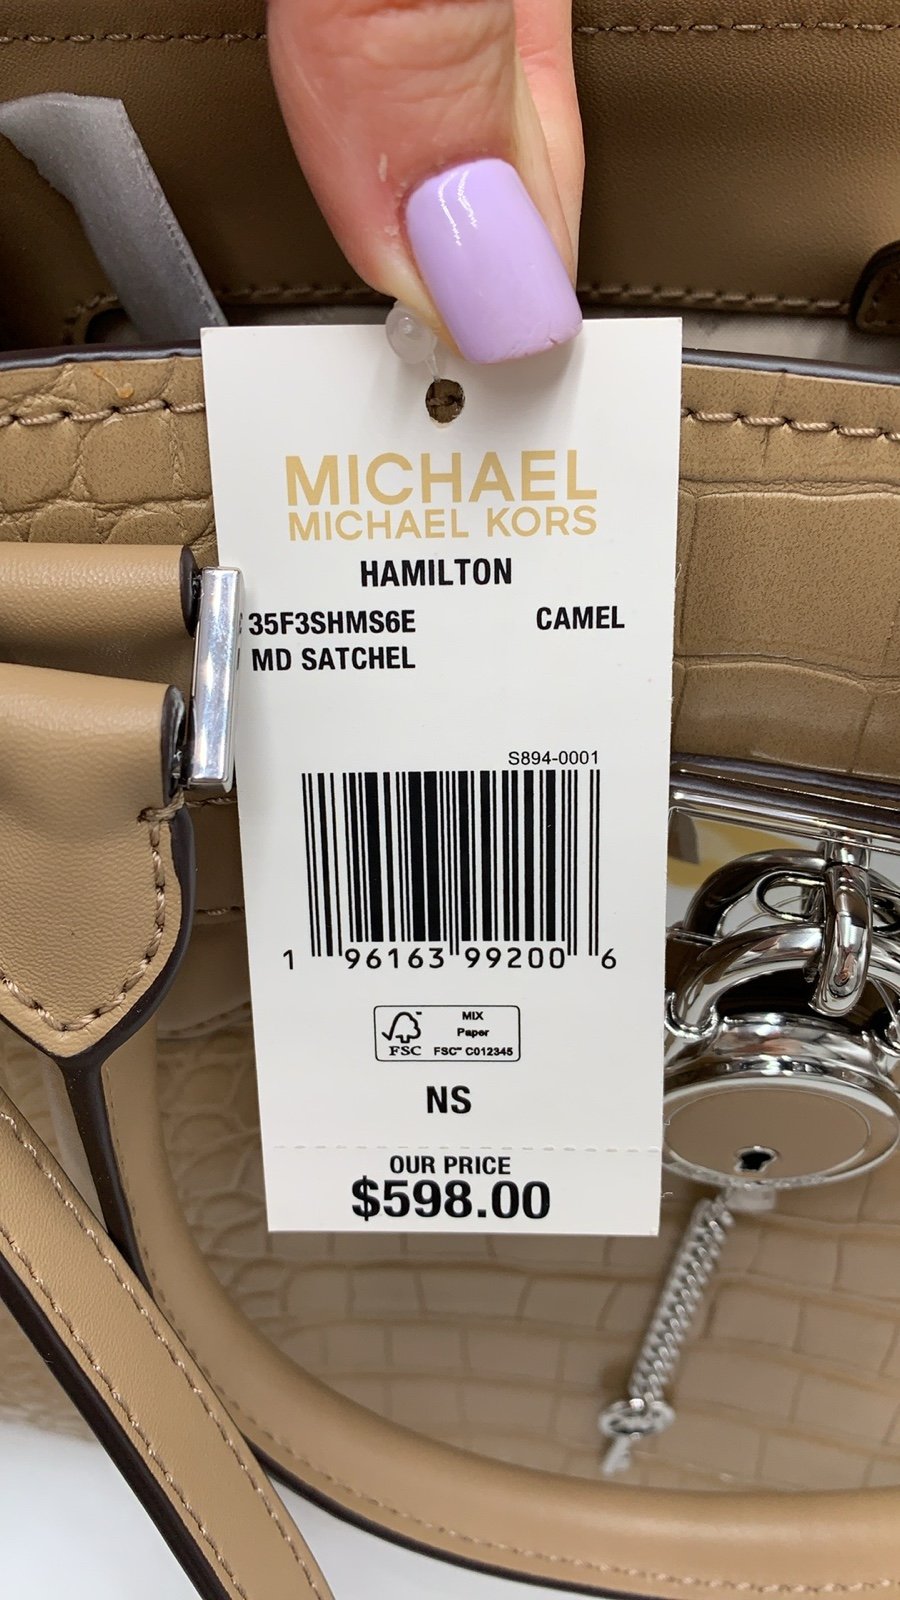 MICHAEL
MICHAEL KORS
HAMILTON
35F3SHMS6E CAMEL
MD SATCHEL
S894-0001
1 96163 99200 6
FSC MIX
Paper
FSC™ C012345
NS
OUR PRICE
$598.00